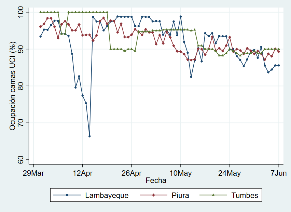 Ocupación camas UCI (%)
100
90
80
70
60
29Mar
12Apr
26Apr
10May
24May
7Jun
Fecha
Lambayeque
Piura
Tumbes